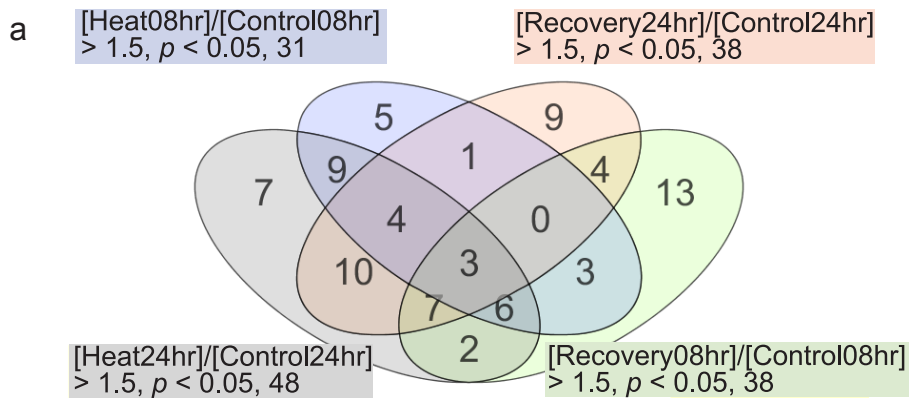 a
[Heat08hr]/[Control08hr]
> 1.5, p < 0.05, 31
[Recovery24hr]/[Control24hr]
> 1.5, p < 0.05, 38
5
9
7
9
1
4
13
4
0
10
3
3
7
6
2
[Heat24hr]/[Control24hr]
> 1.5, p < 0.05, 48
[Recovery08hr]/[Control08hr]
> 1.5, p < 0.05, 38